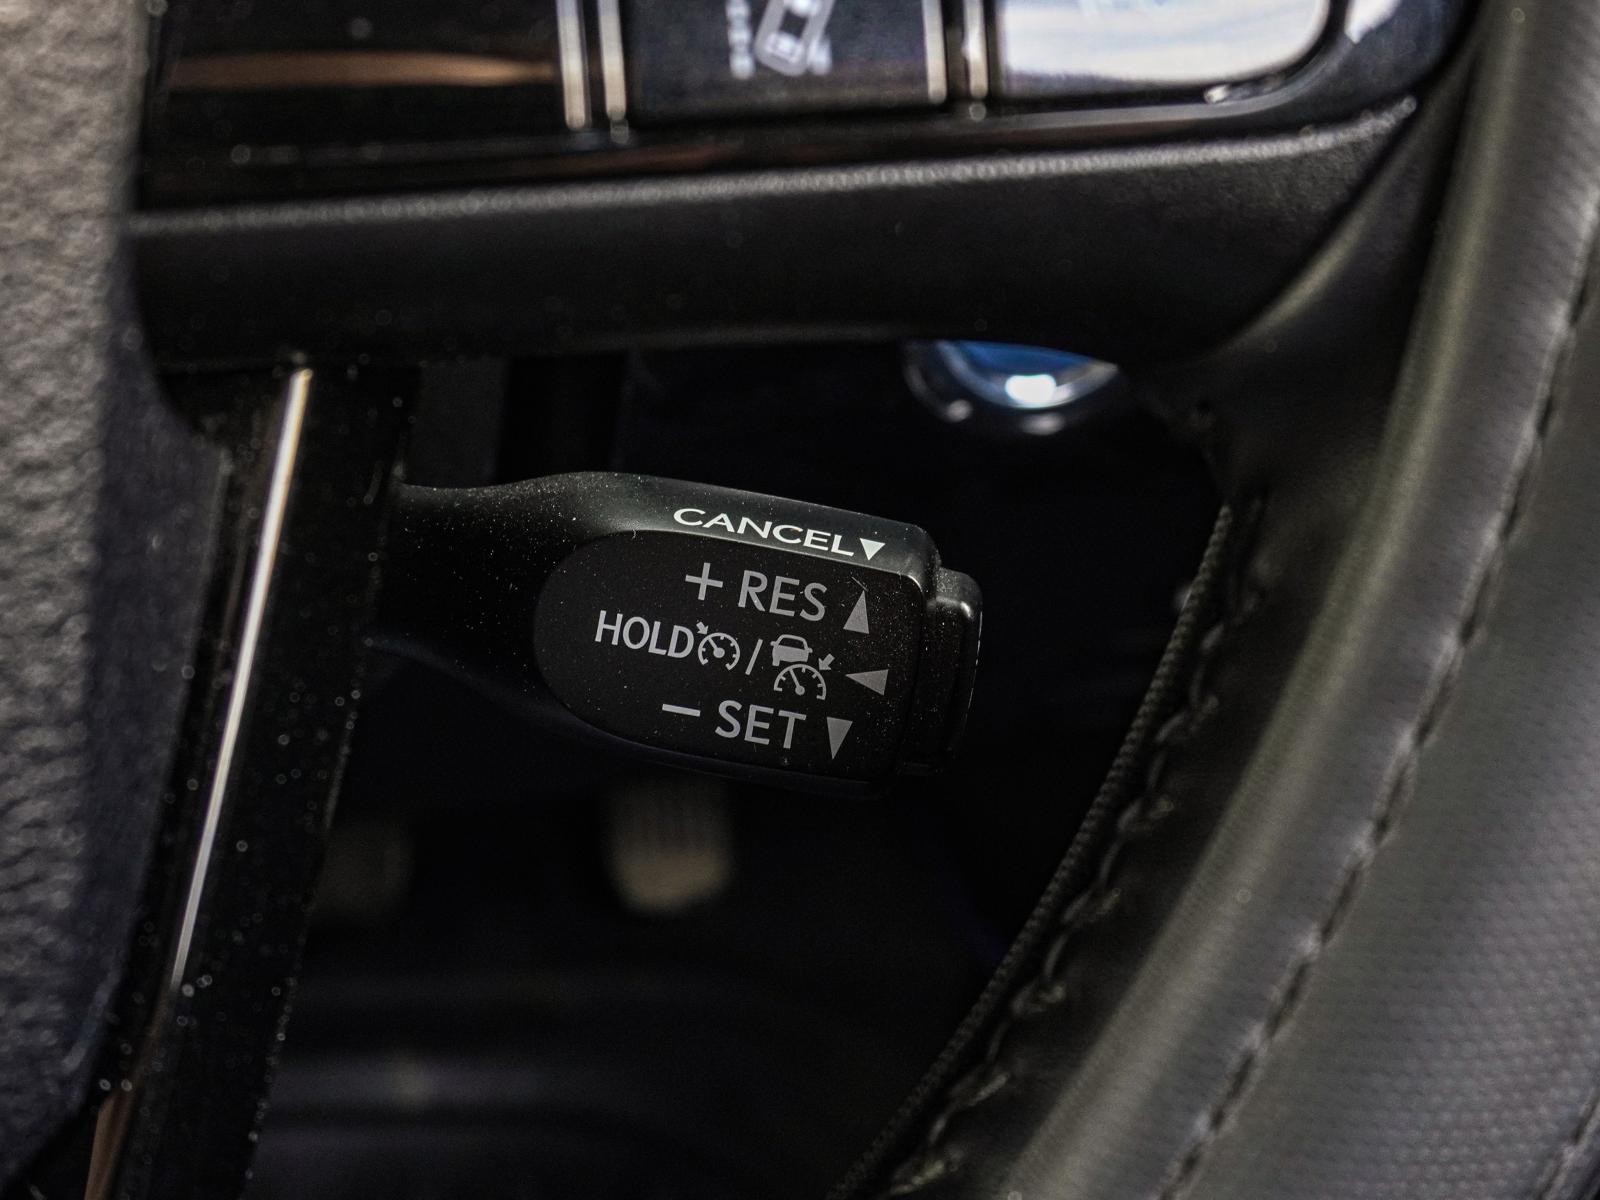 CANCEL▼
+ RES ▲
HOLD / ◀
− SET ▼